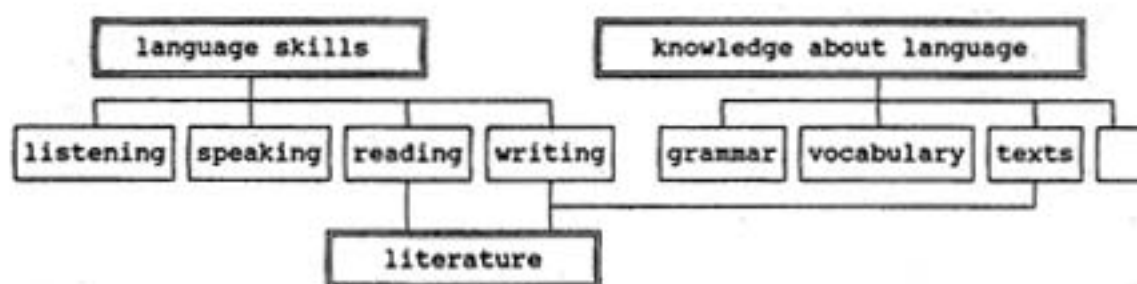 language skills knowledge about language
listening speaking reading writing grammar vocabulary texts
literature